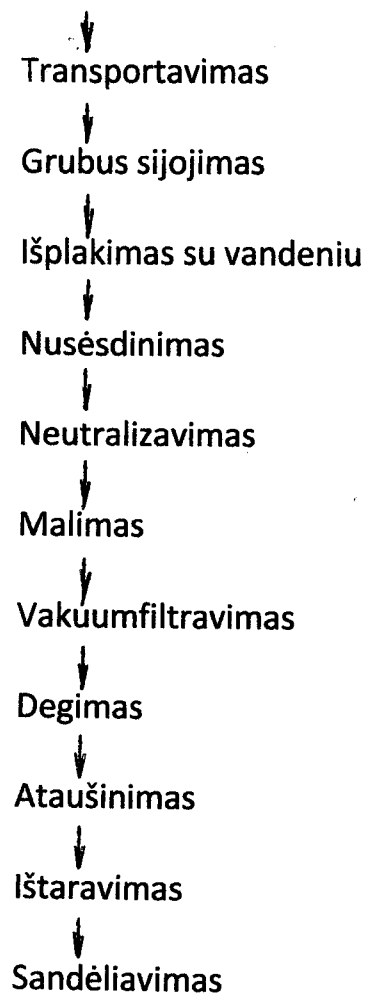 Transportavimas
Grubus sijojimas
Išplakimas su vandeniu
Nusėsdinimas
Neutralizavimas
Malimas
Vakuumfiltravimas
Degimas
Ataušinimas
Ištaravimas
Sandėliavimas